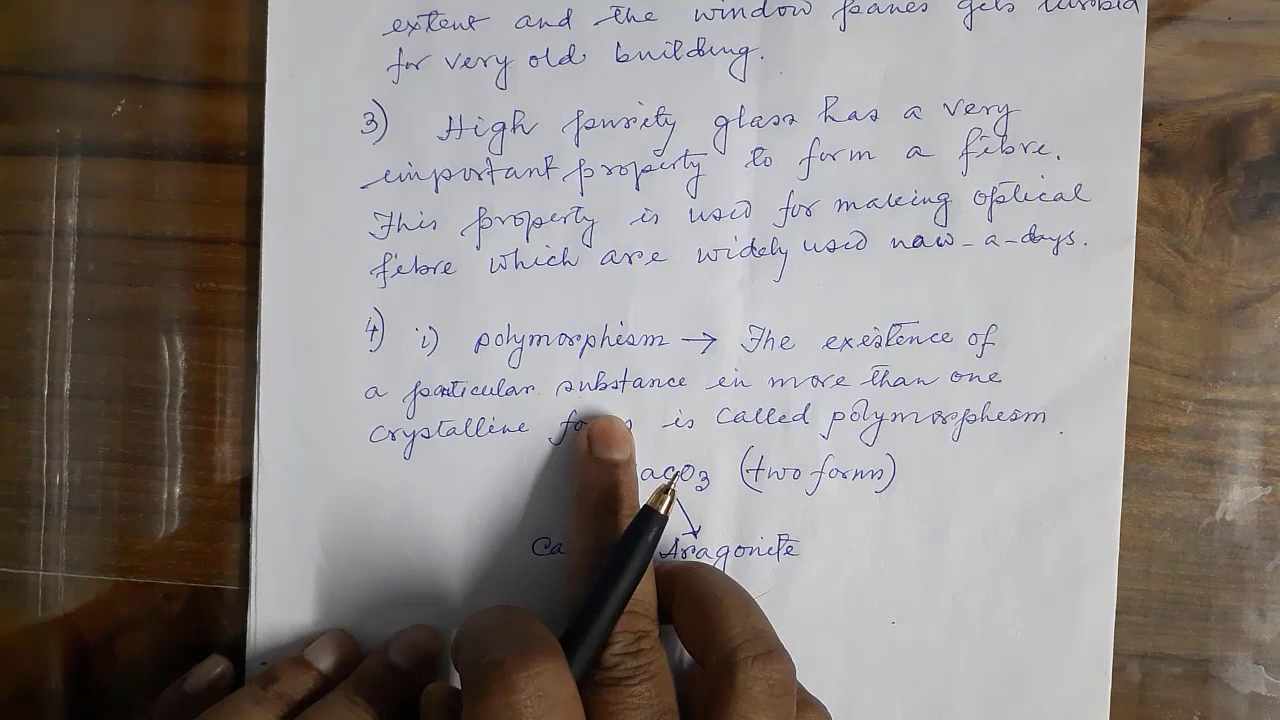 extent and the window panes gets turbid
for very old building.
3) High purity glass has a very
important property to form a fibre.
This property is used for making optical
fibre which are widely used now-a-days.
4) i) polymorphism → The existence of
a particular substance in more than one
crystalline is called polymorphism.
(two forms)
Aragonite